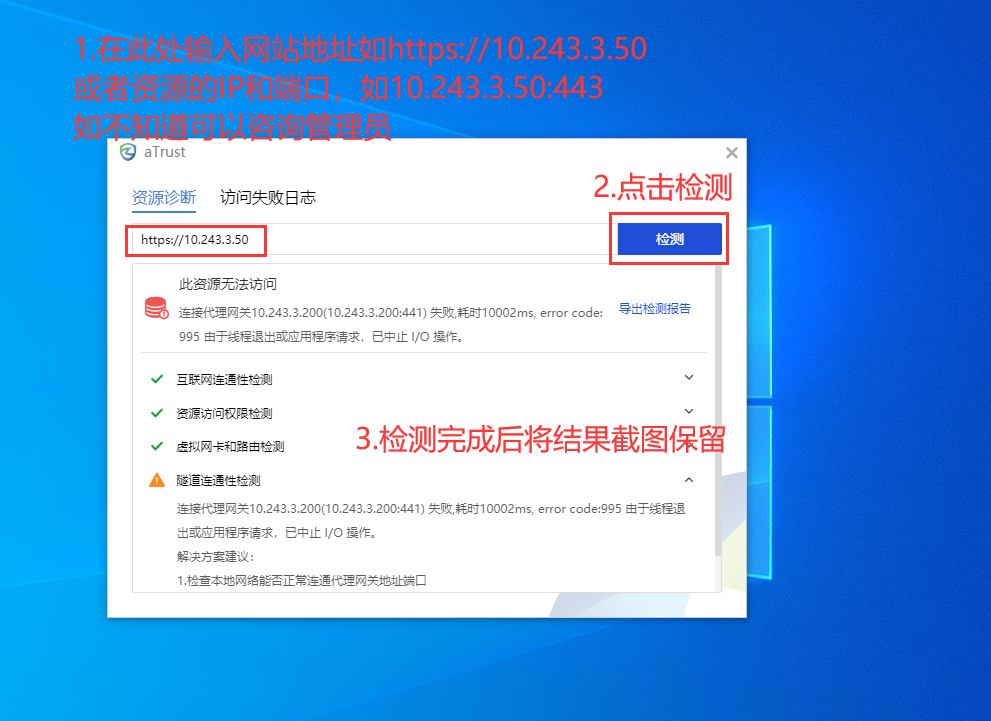 1.在此处输入网站地址如https://10.243.3.50
或者资源的IP和端口，如10.243.3.50:443
如不知道可以咨询管理员
aTrust
2.点击检测
资源诊断 访问失败日志
https://10.243.3.50
检测
此资源无法访问
连接代理网关10.243.3.200(10.243.3.200:441) 失败,耗时10002ms, error code:
995 由于线程退出或应用程序请求，已中止 I/O 操作。
导出检测报告
互联网连通性检测
资源访问权限检测
3.检测完成后将结果截图保留
虚拟网卡和路由检测
隧道连通性检测
连接代理网关10.243.3.200(10.243.3.200:441) 失败,耗时10002ms, error code:995 由于线程退
出或应用程序请求，已中止 I/O 操作。
解决方案建议：
1.检查本地网络能否正常连通代理网关地址端口